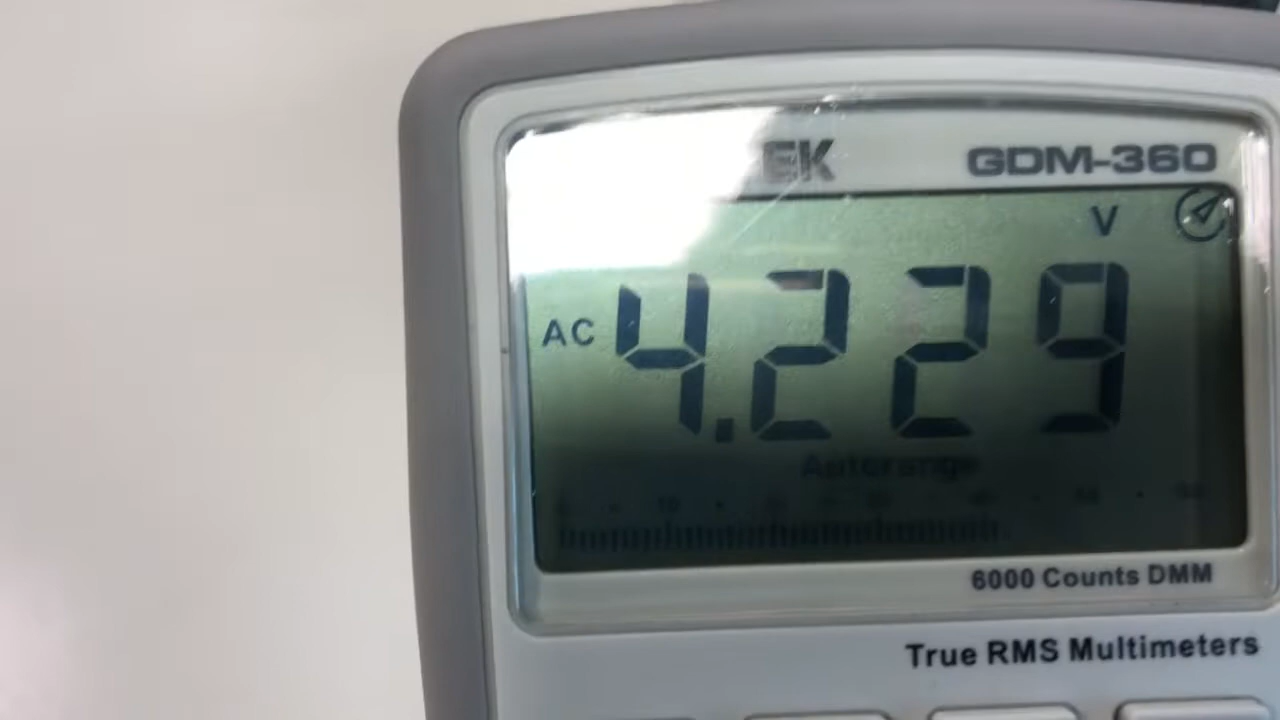 EK GDM-360
V
AC 4.229
Autorange
6000 Counts DMM
True RMS Multimeters